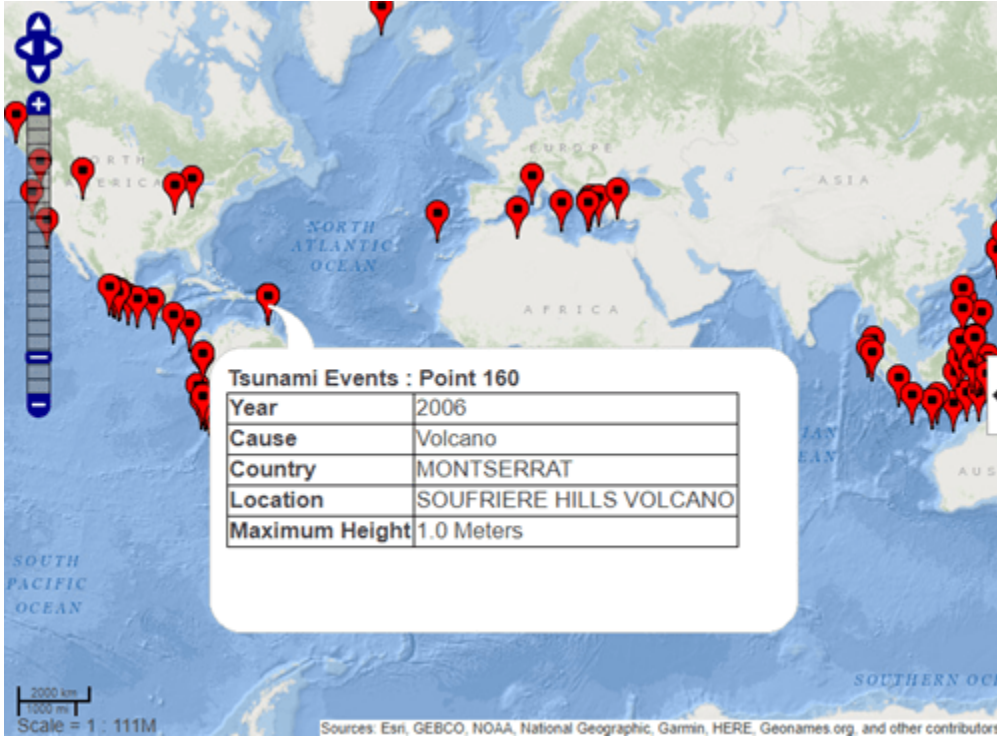 NORTH
AMERICA
EUROPE
ASIA
NORTH
ATLANTIC
OCEAN
AFRICA
Tsunami Events : Point 160
Year 2006
Cause Volcano
Country MONTSERRAT
Location SOUFRIERE HILLS VOLCANO
Maximum Height 1.0 Meters
AUS
SOUTH
PACIFIC
OCEAN
SOUTHERN OCE
2000 km
1000 mi
Scale = 1 : 111M
Sources: Esri, GEBCO, NOAA, National Geographic, Garmin, HERE, Geonames.org, and other contributors